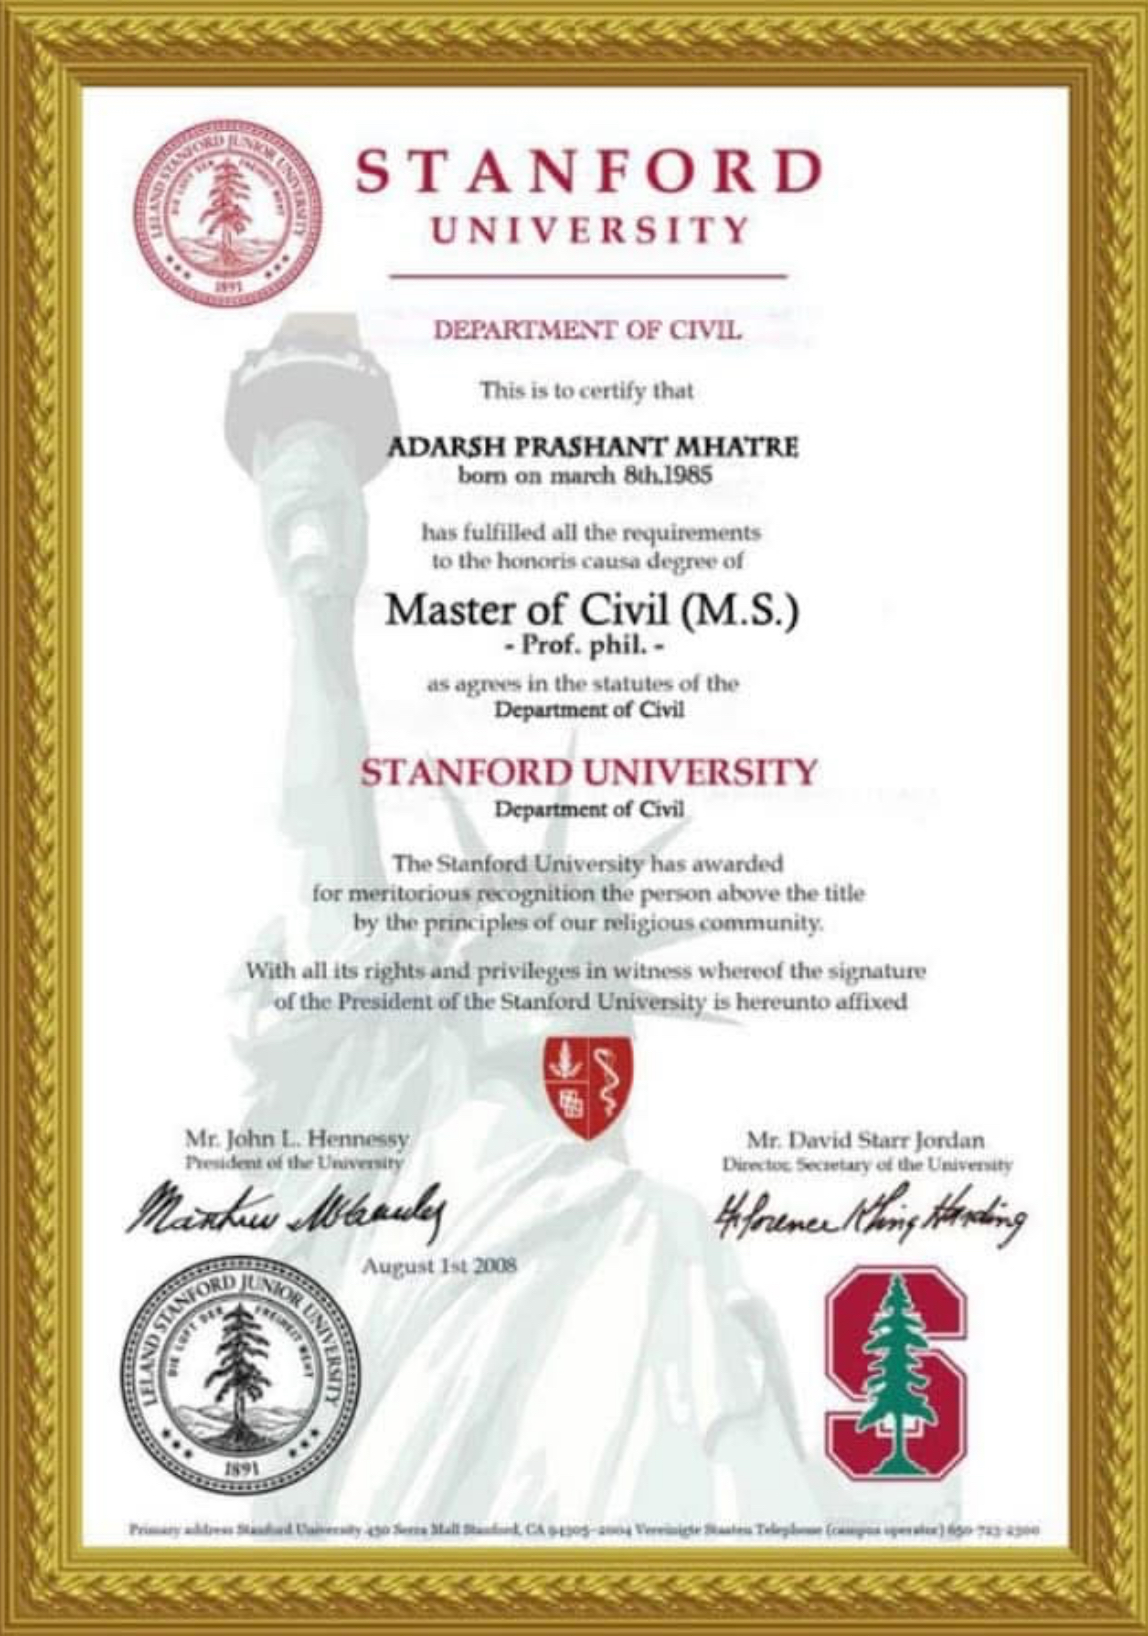 LELAND STANFORD JUNIOR UNIVERSITY
DIE LUFT DER FREIHEIT WEHT
1891
STANFORD
UNIVERSITY
DEPARTMENT OF CIVIL
This is to certify that
ADARSH PRASHANT MHATRE
born on march 8th,1985
has fulfilled all the requirements
to the honoris causa degree of
Master of Civil (M.S.)
- Prof. phil. -
as agrees in the statutes of the
Department of Civil
STANFORD UNIVERSITY
Department of Civil
The Stanford University has awarded
for meritorious recognition the person above the title
by the principles of our religious community.
With all its rights and privileges in witness whereof the signature
of the President of the Stanford University is hereunto affixed
Mr. John L. Hennessy
President of the University
Mr. David Starr Jordan
Director, Secretary of the University
August 1st 2008
LELAND STANFORD JUNIOR UNIVERSITY
DIE LUFT DER FREIHEIT WEHT
1891
S
Primary address Stanford University 450 Serra Mall Stanford, CA 94305-2004 Vereinigte Staaten Telephone (campus operator) 650-723-2300